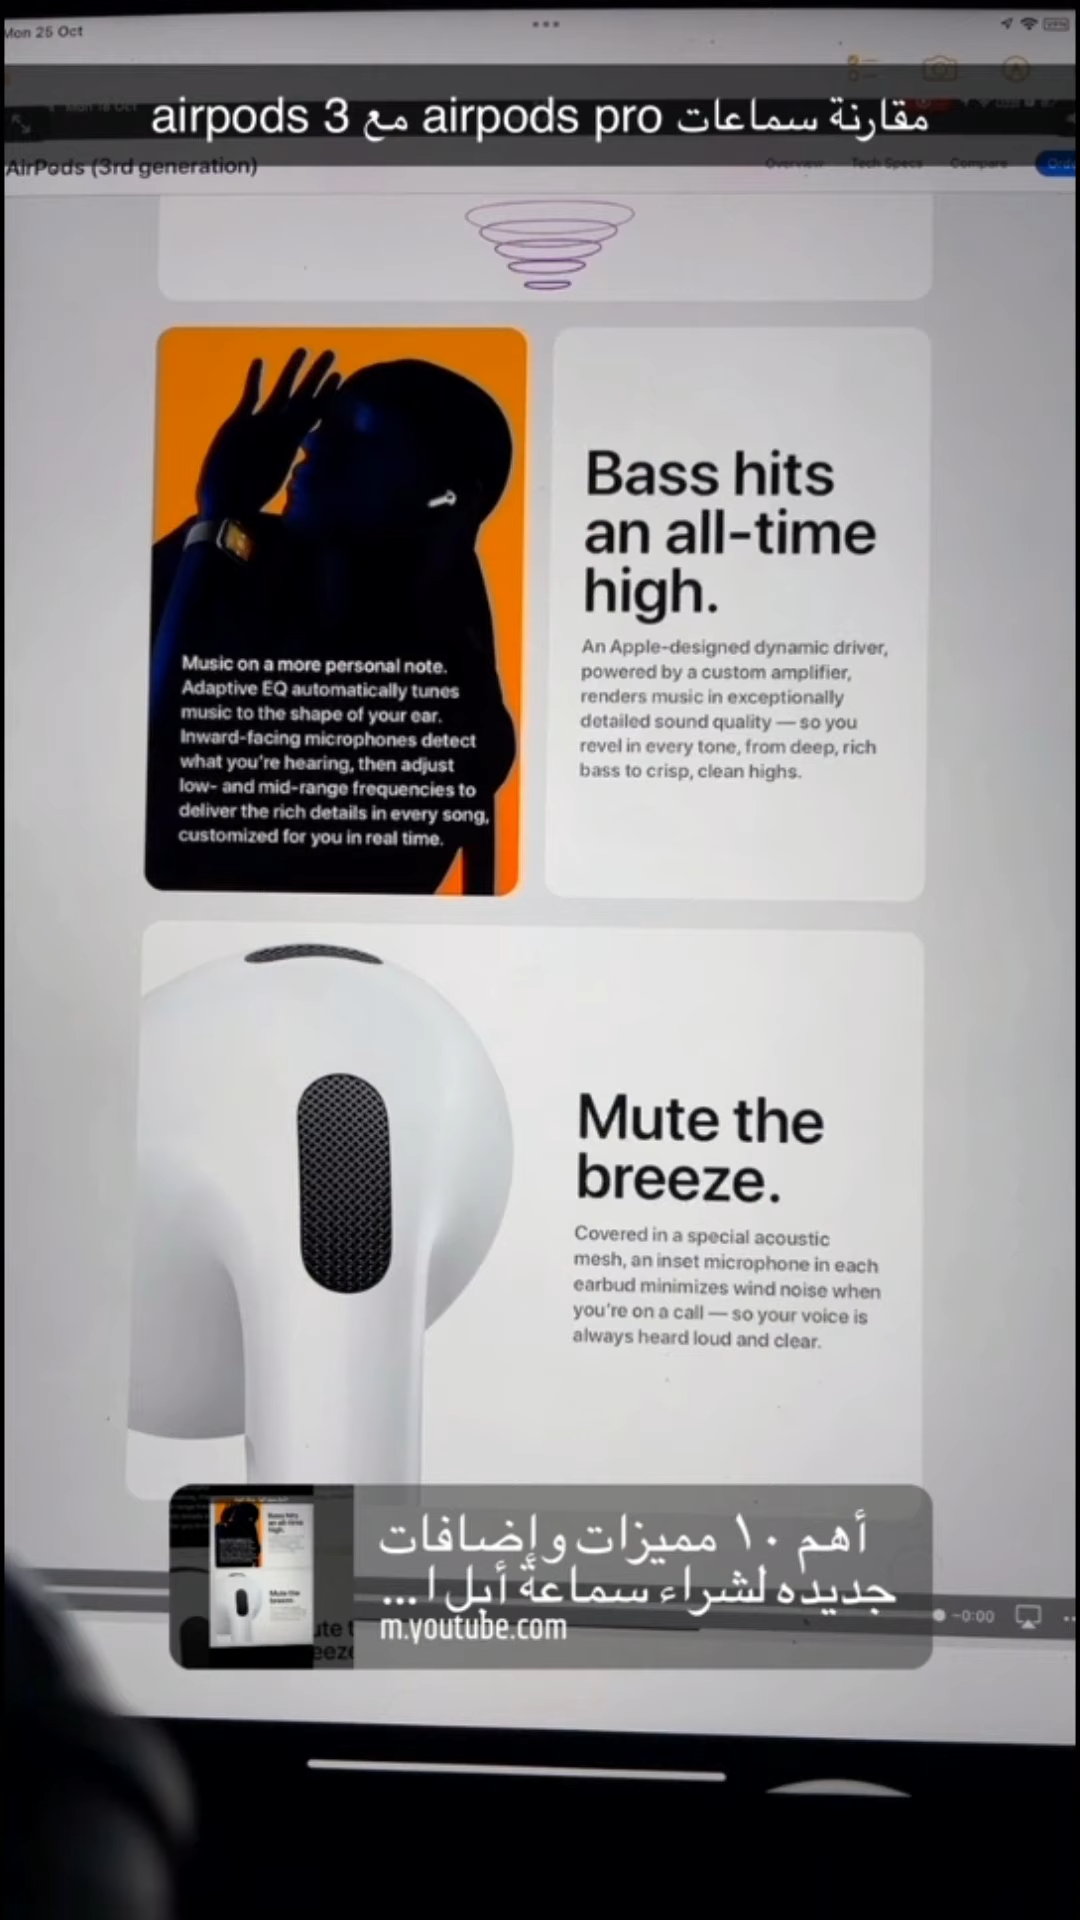 Mon 25 Oct
مقارنة سماعات airpods pro مع airpods 3
AirPods (3rd generation)
Overview Tech Specs Compare
Music on a more personal note.
Adaptive EQ automatically tunes
music to the shape of your ear.
Inward-facing microphones detect
what you're hearing, then adjust
low- and mid-range frequencies to
deliver the rich details in every song,
customized for you in real time.
Bass hits
an all-time
high.
An Apple-designed dynamic driver,
powered by a custom amplifier,
renders music in exceptionally
detailed sound quality — so you
revel in every tone, from deep, rich
bass to crisp, clean highs.
Mute the
breeze.
Covered in a special acoustic
mesh, an inset microphone in each
earbud minimizes wind noise when
you're on a call — so your voice is
always heard loud and clear.
أهم ١٠ مميزات وإضافات
جديده لشراء سماعة أبل ا...
m.youtube.com
-0:00